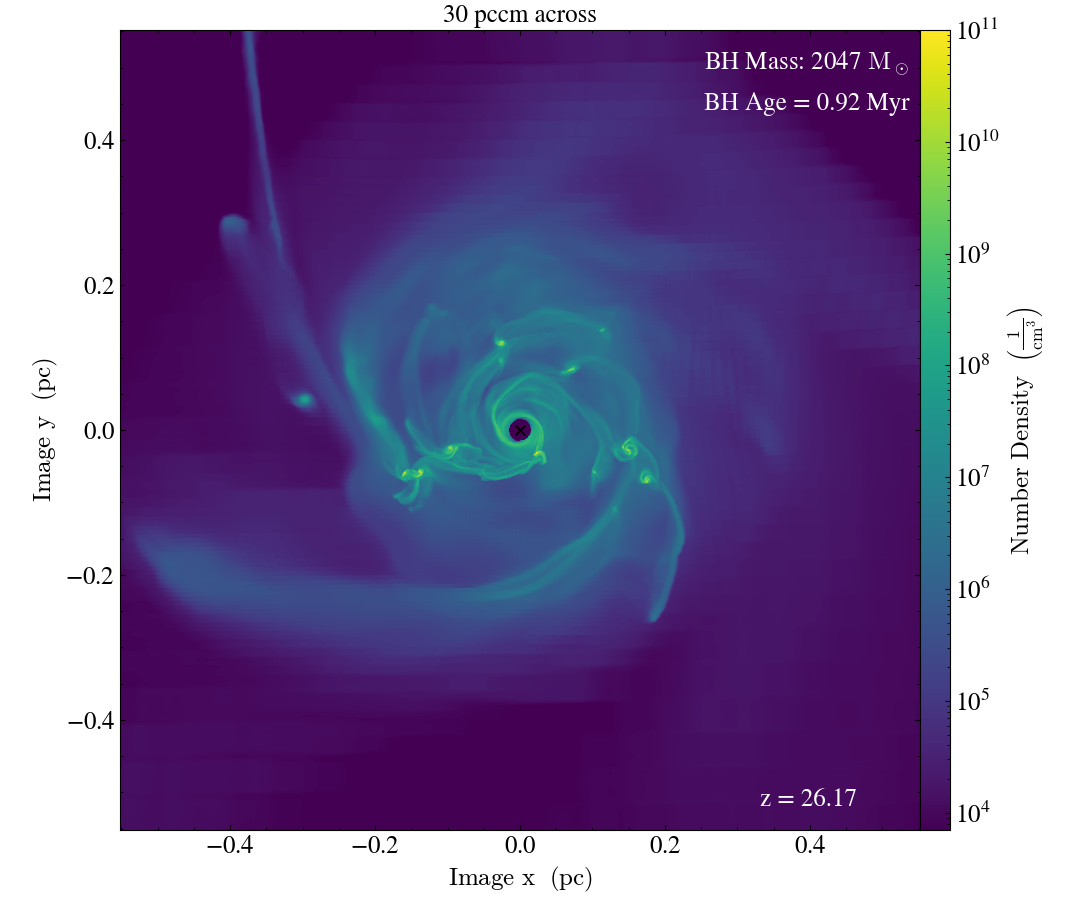 30 pccm across
BH Mass: 2047 M☉
BH Age = 0.92 Myr
z = 26.17
0.4
0.2
0.0
−0.2
−0.4
Image y (pc)
−0.4
−0.2
0.0
0.2
0.4
Image x (pc)
10¹¹
10¹⁰
10⁹
10⁸
10⁷
10⁶
10⁵
10⁴
Number Density (1/cm³)